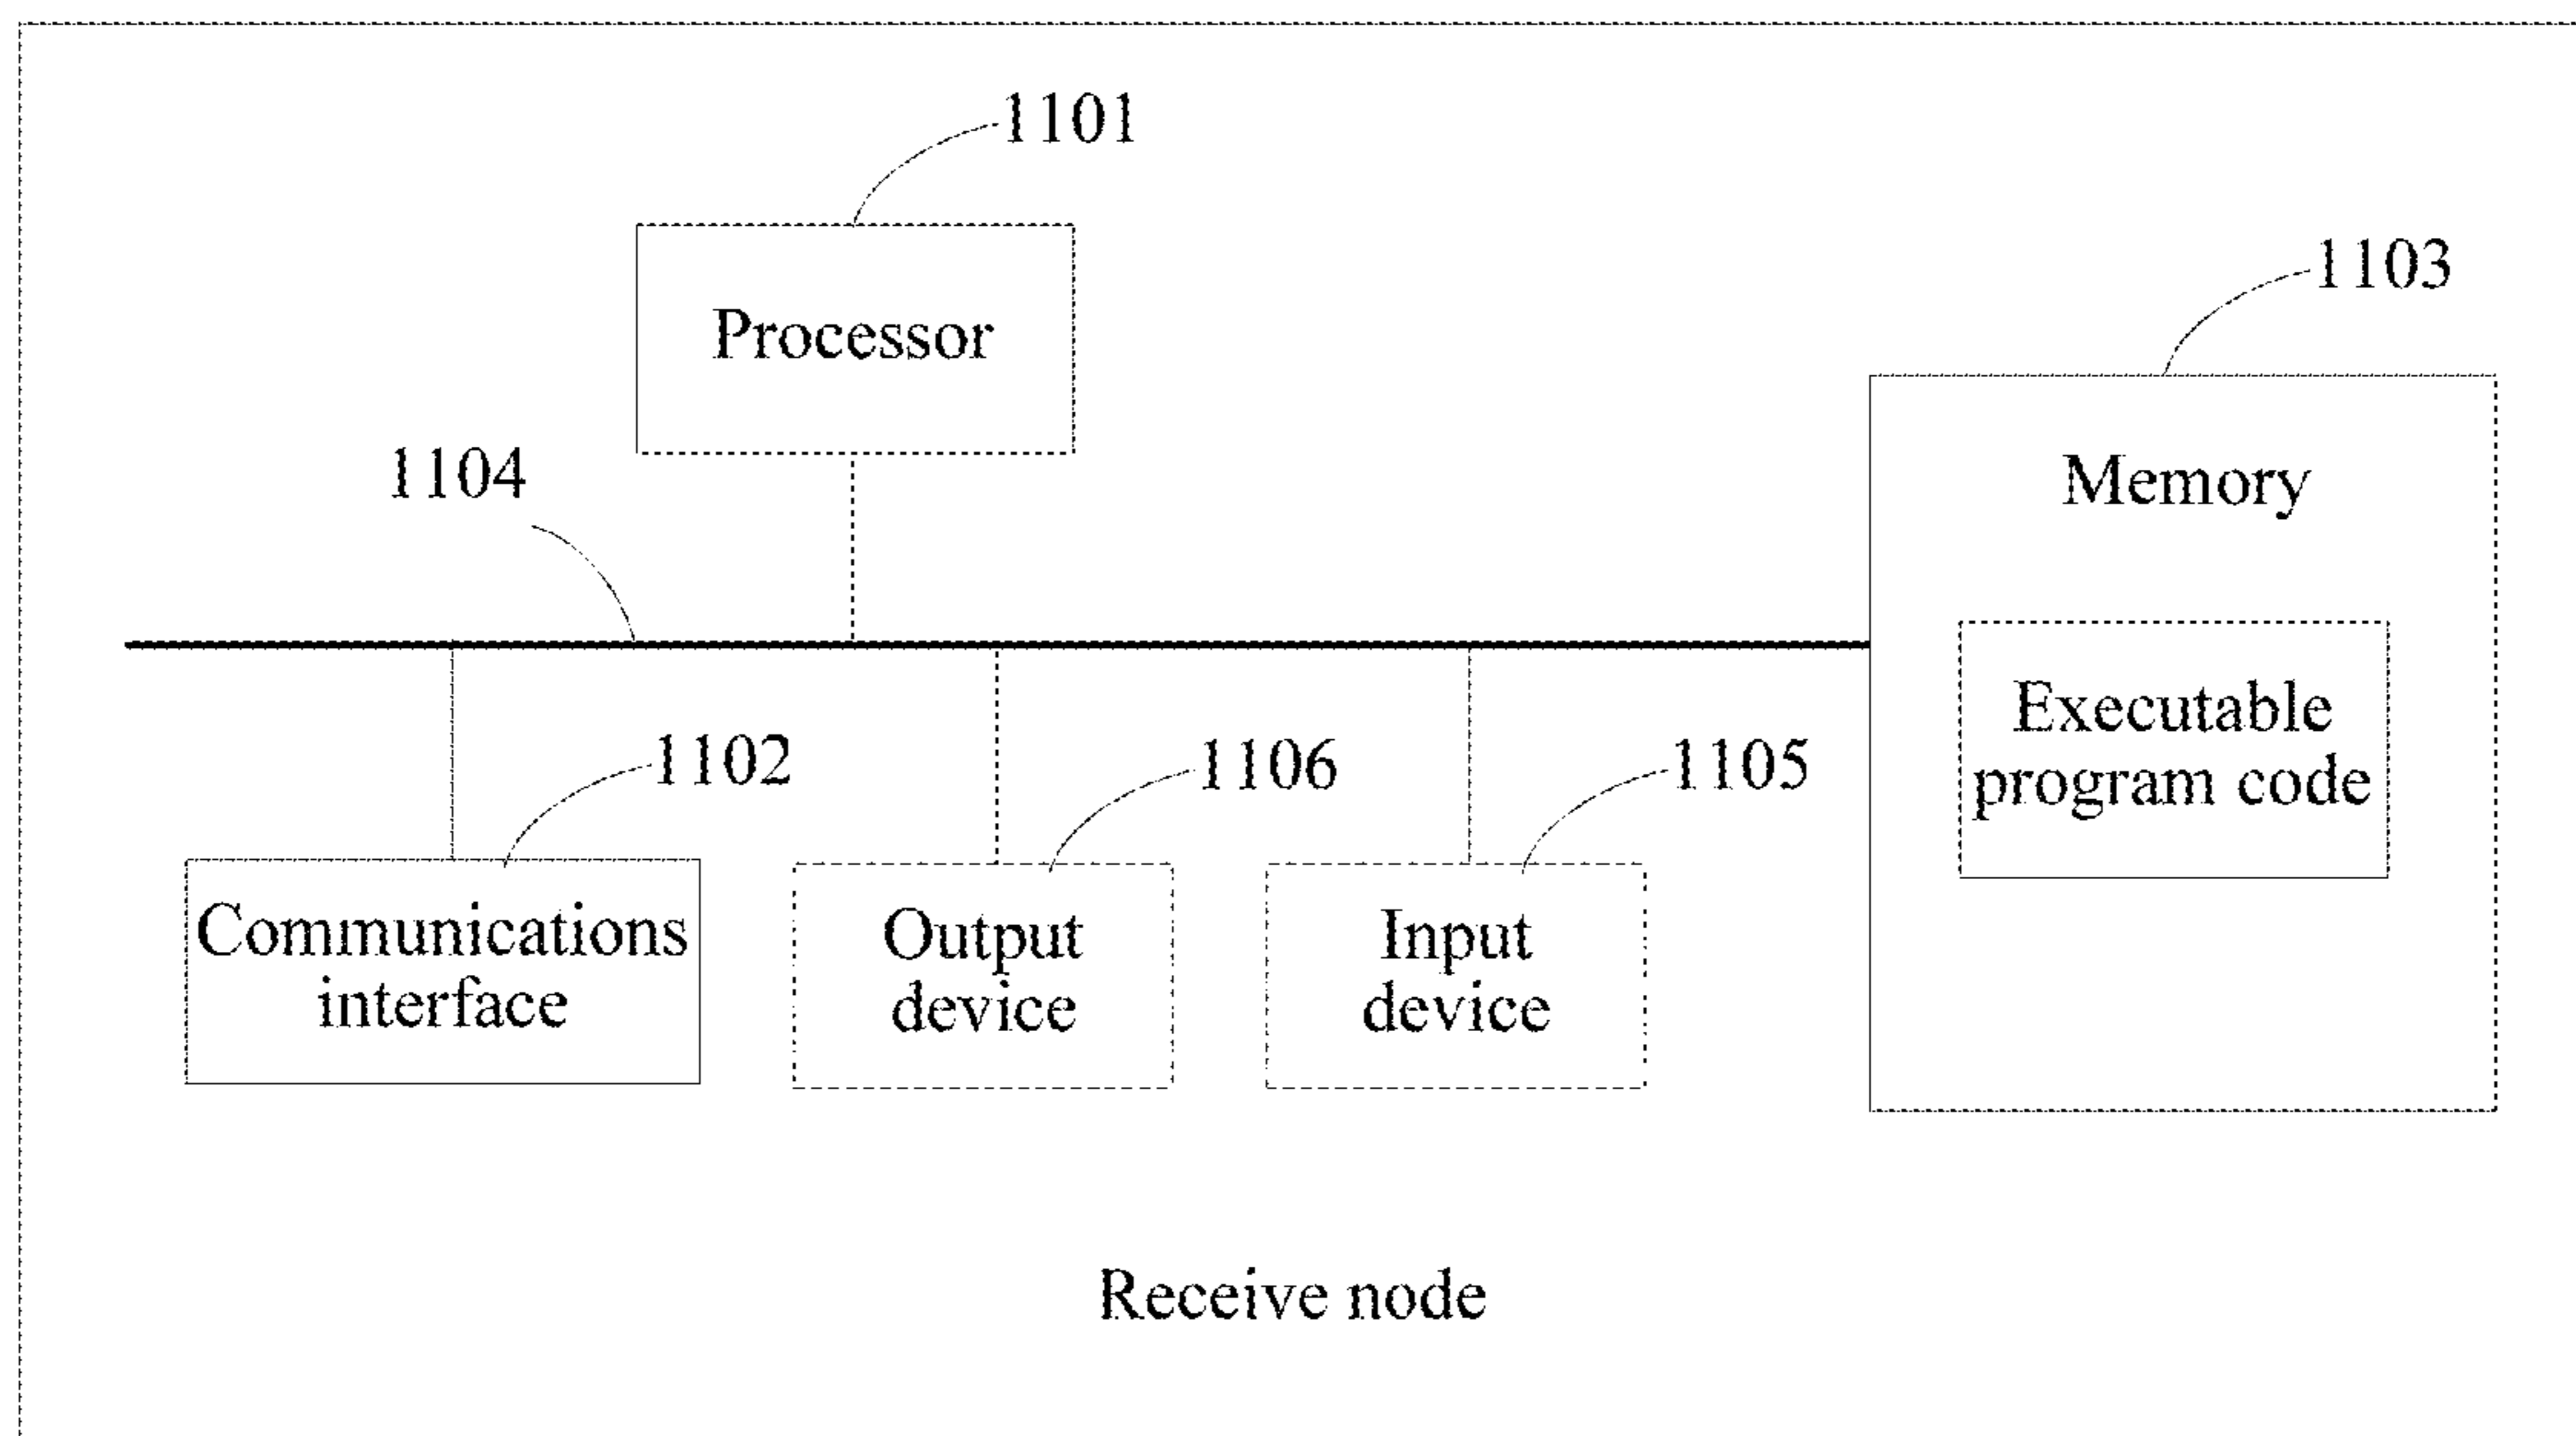 1101
Processor
1103
Memory
1104
Executable
program code
1102
1106
1105
Communications
interface
Output
device
Input
device
Receive node